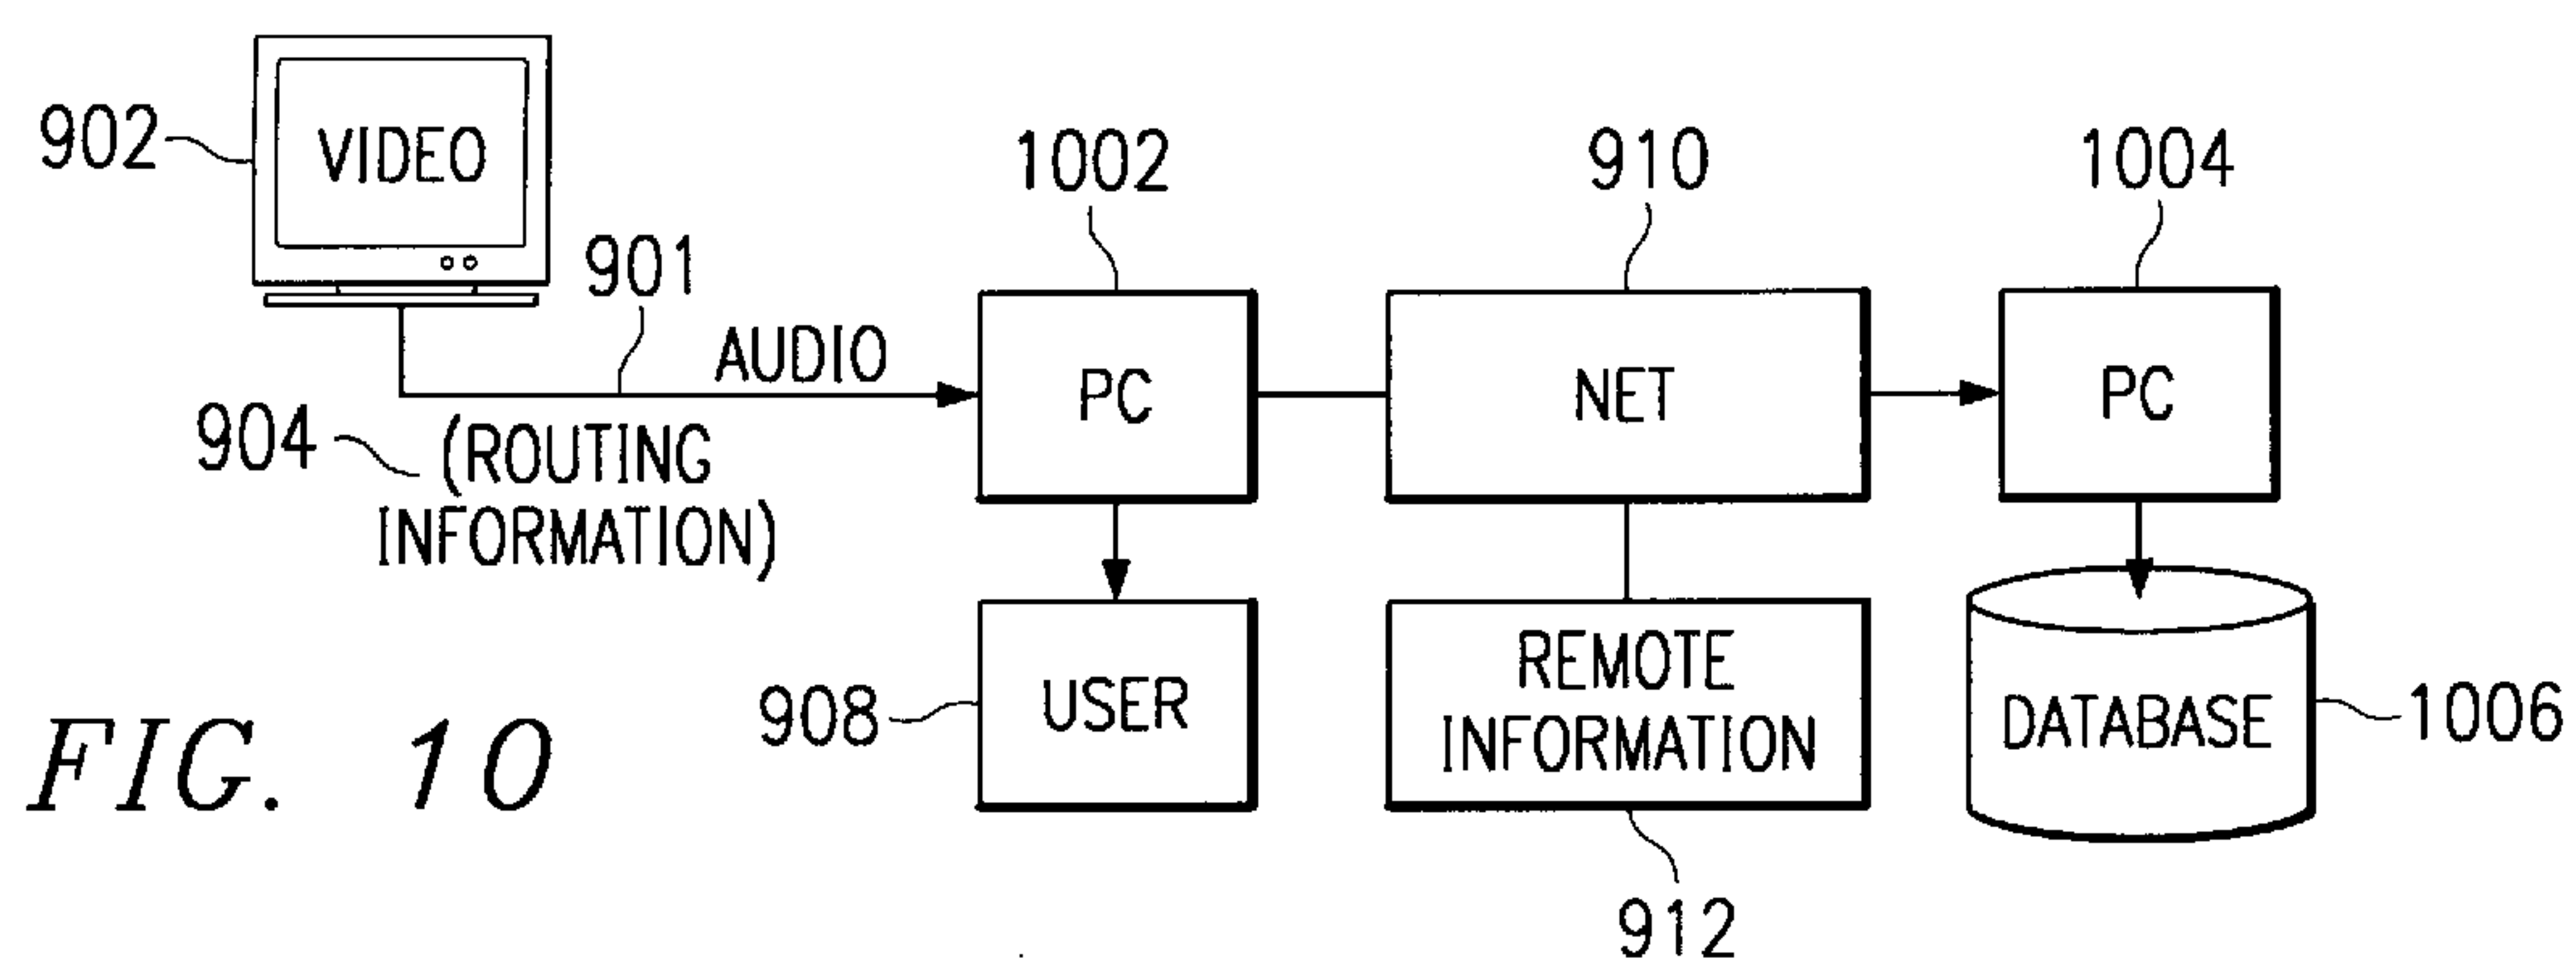 902
VIDEO
901
AUDIO
904
(ROUTING
INFORMATION)
1002
PC
910
NET
1004
PC
908
USER
REMOTE
INFORMATION
912
DATABASE
1006
FIG. 10